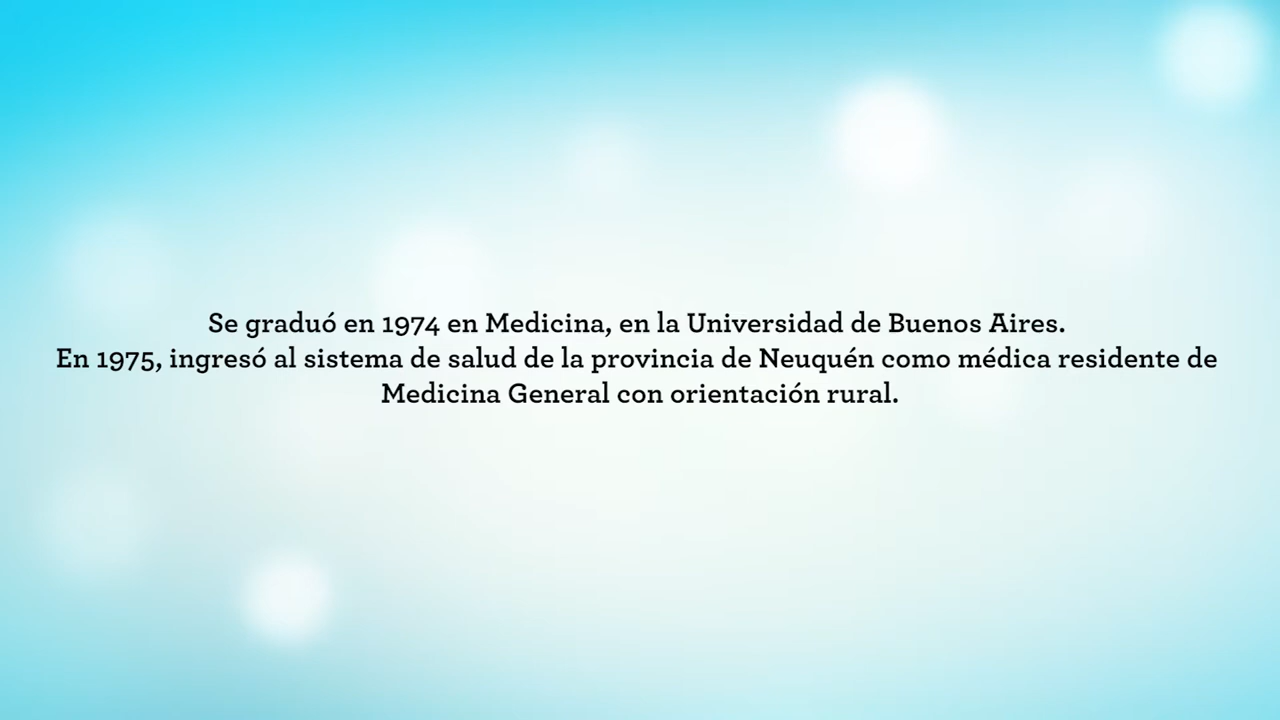 Se graduó en 1974 en Medicina, en la Universidad de Buenos Aires.
En 1975, ingresó al sistema de salud de la provincia de Neuquén como médica residente de
Medicina General con orientación rural.